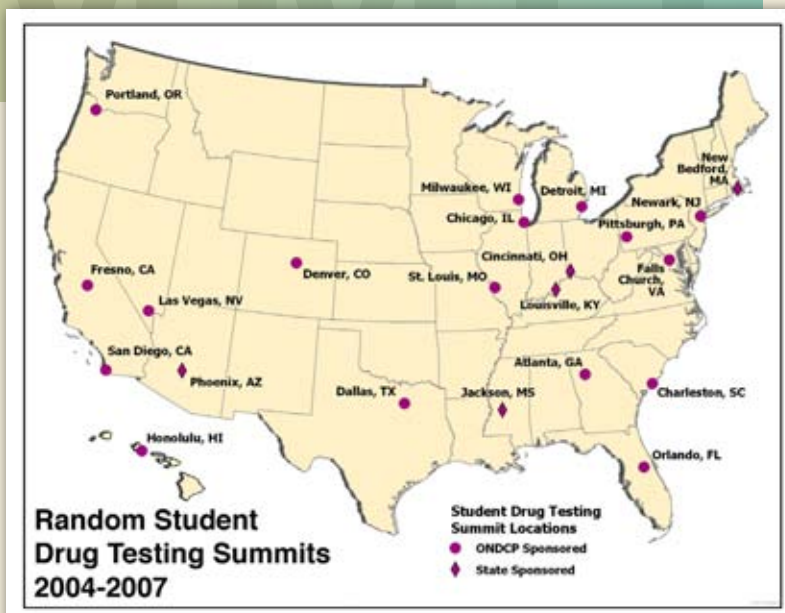 Portland, OR
New
Bedford,
MA
Milwaukee, WI
Detroit, MI
Newark, NJ
Chicago, IL
Pittsburgh, PA
Cincinnati, OH
Fresno, CA
Denver, CO
St. Louis, MO
Falls
Church,
VA
Las Vegas, NV
Louisville, KY
San Diego, CA
Atlanta, GA
Phoenix, AZ
Dallas, TX
Jackson, MS
Charleston, SC
Honolulu, HI
Orlando, FL
Random Student
Drug Testing Summits
2004-2007
Student Drug Testing
Summit Locations
ONDCP Sponsored
State Sponsored